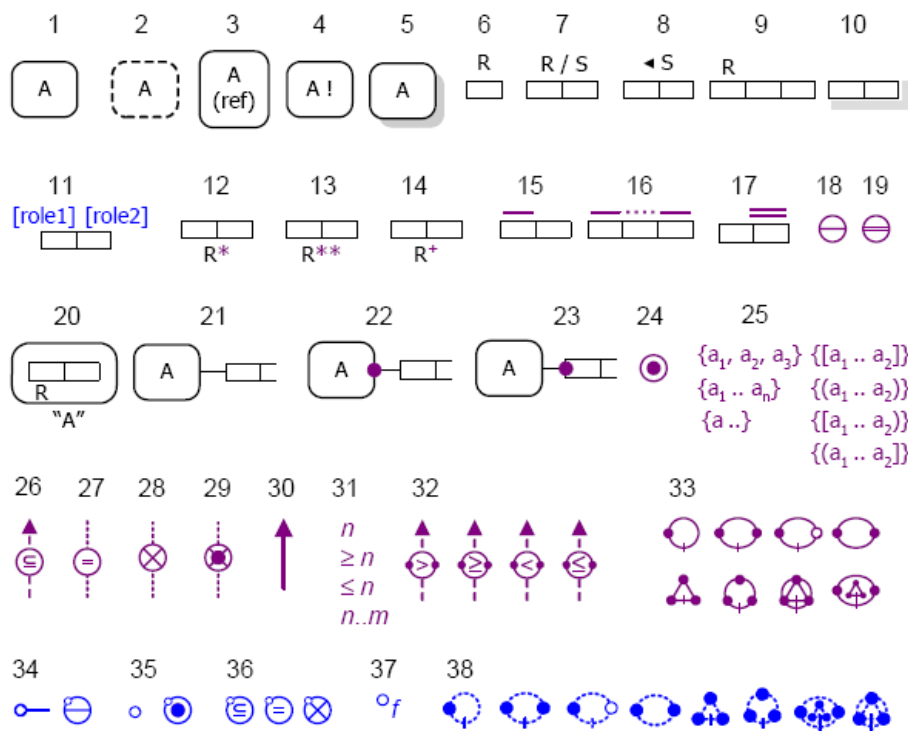 1 2 3 4 5 6 7 8 9 10
A A A (ref) A ! A R R / S ◄ S R
11 12 13 14 15 16 17 18 19
[role1] [role2]
R* R** R+
20 21 22 23 24 25
R A A A {a1, a2, a3} {[a1 .. a2]}
{a1 .. an} {(a1 .. a2)}
"A" {a ..} {[a1 .. a2)}
{(a1 .. a2]}
26 27 28 29 30 31 32 33
n
≥ n
⊆ = > ≥ < ≤
≤ n
n..m
34 35 36 37 38
⊆ = f